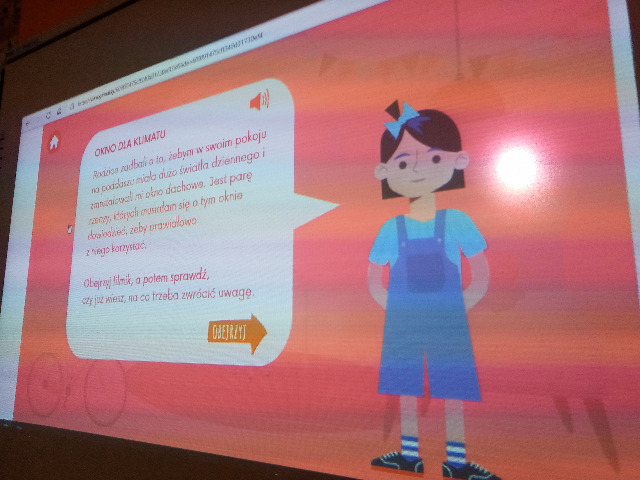 OKNO DLA KLIMATU
Rodzice zadbali o to, żebym w swoim pokoju
na poddaszu miała dużo światła dziennego i
zainstalowali mi okno dachowe. Jest parę
rzeczy, których musiałam się o tym oknie
dowiedzieć, żeby prawidłowo
z niego korzystać.
Obejrzyj filmik, a potem sprawdź,
czy już wiesz, na co trzeba zwrócić uwagę.
OBEJRZYJ